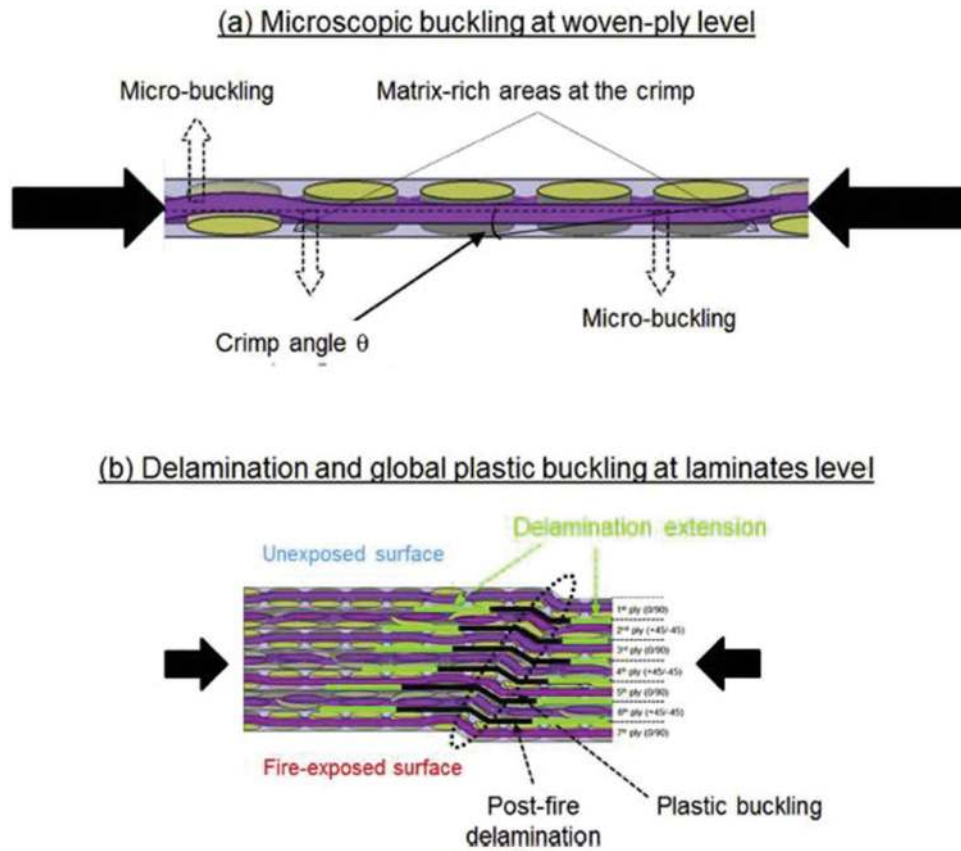 (a) Microscopic buckling at woven-ply level
Micro-buckling
Matrix-rich areas at the crimp
Micro-buckling
Crimp angle θ
(b) Delamination and global plastic buckling at laminates level
Delamination extension
Unexposed surface
1st ply (0/90)
2nd ply (+45/-45)
3rd ply (0/90)
4th ply (+45/-45)
5th ply (0/90)
6th ply (+45/-45)
7th ply (0/90)
Fire-exposed surface
Post-fire
delamination
Plastic buckling